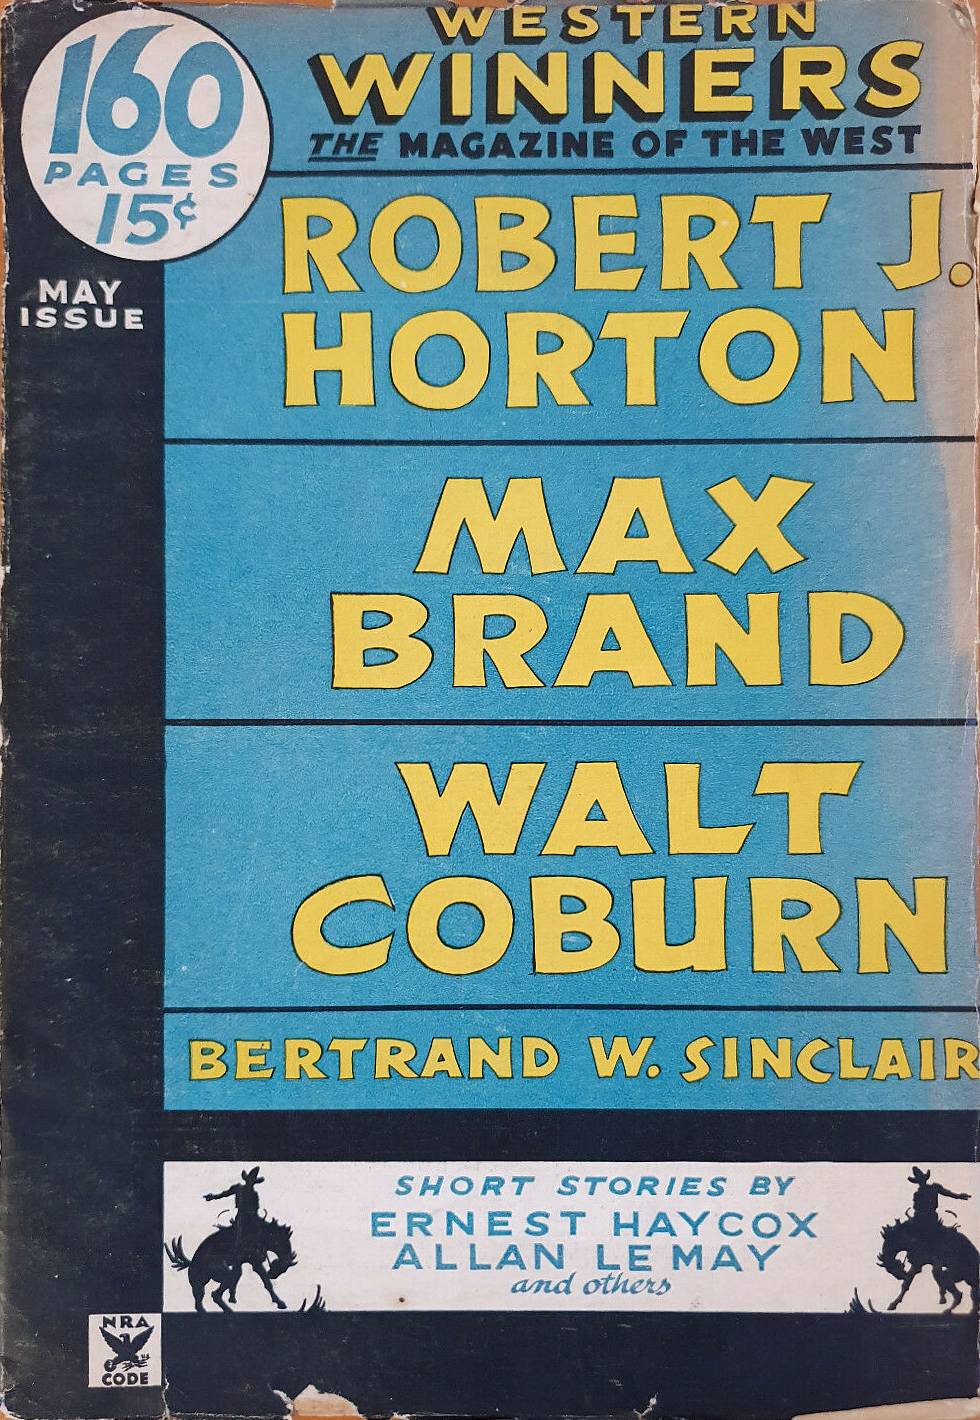 160
PAGES
15¢
MAY
ISSUE
WESTERN
WINNERS
THE MAGAZINE OF THE WEST
ROBERT J.
HORTON
MAX
BRAND
WALT
COBURN
BERTRAND W. SINCLAIR
SHORT STORIES BY
ERNEST HAYCOX
ALLAN LE MAY
and others
NRA
CODE